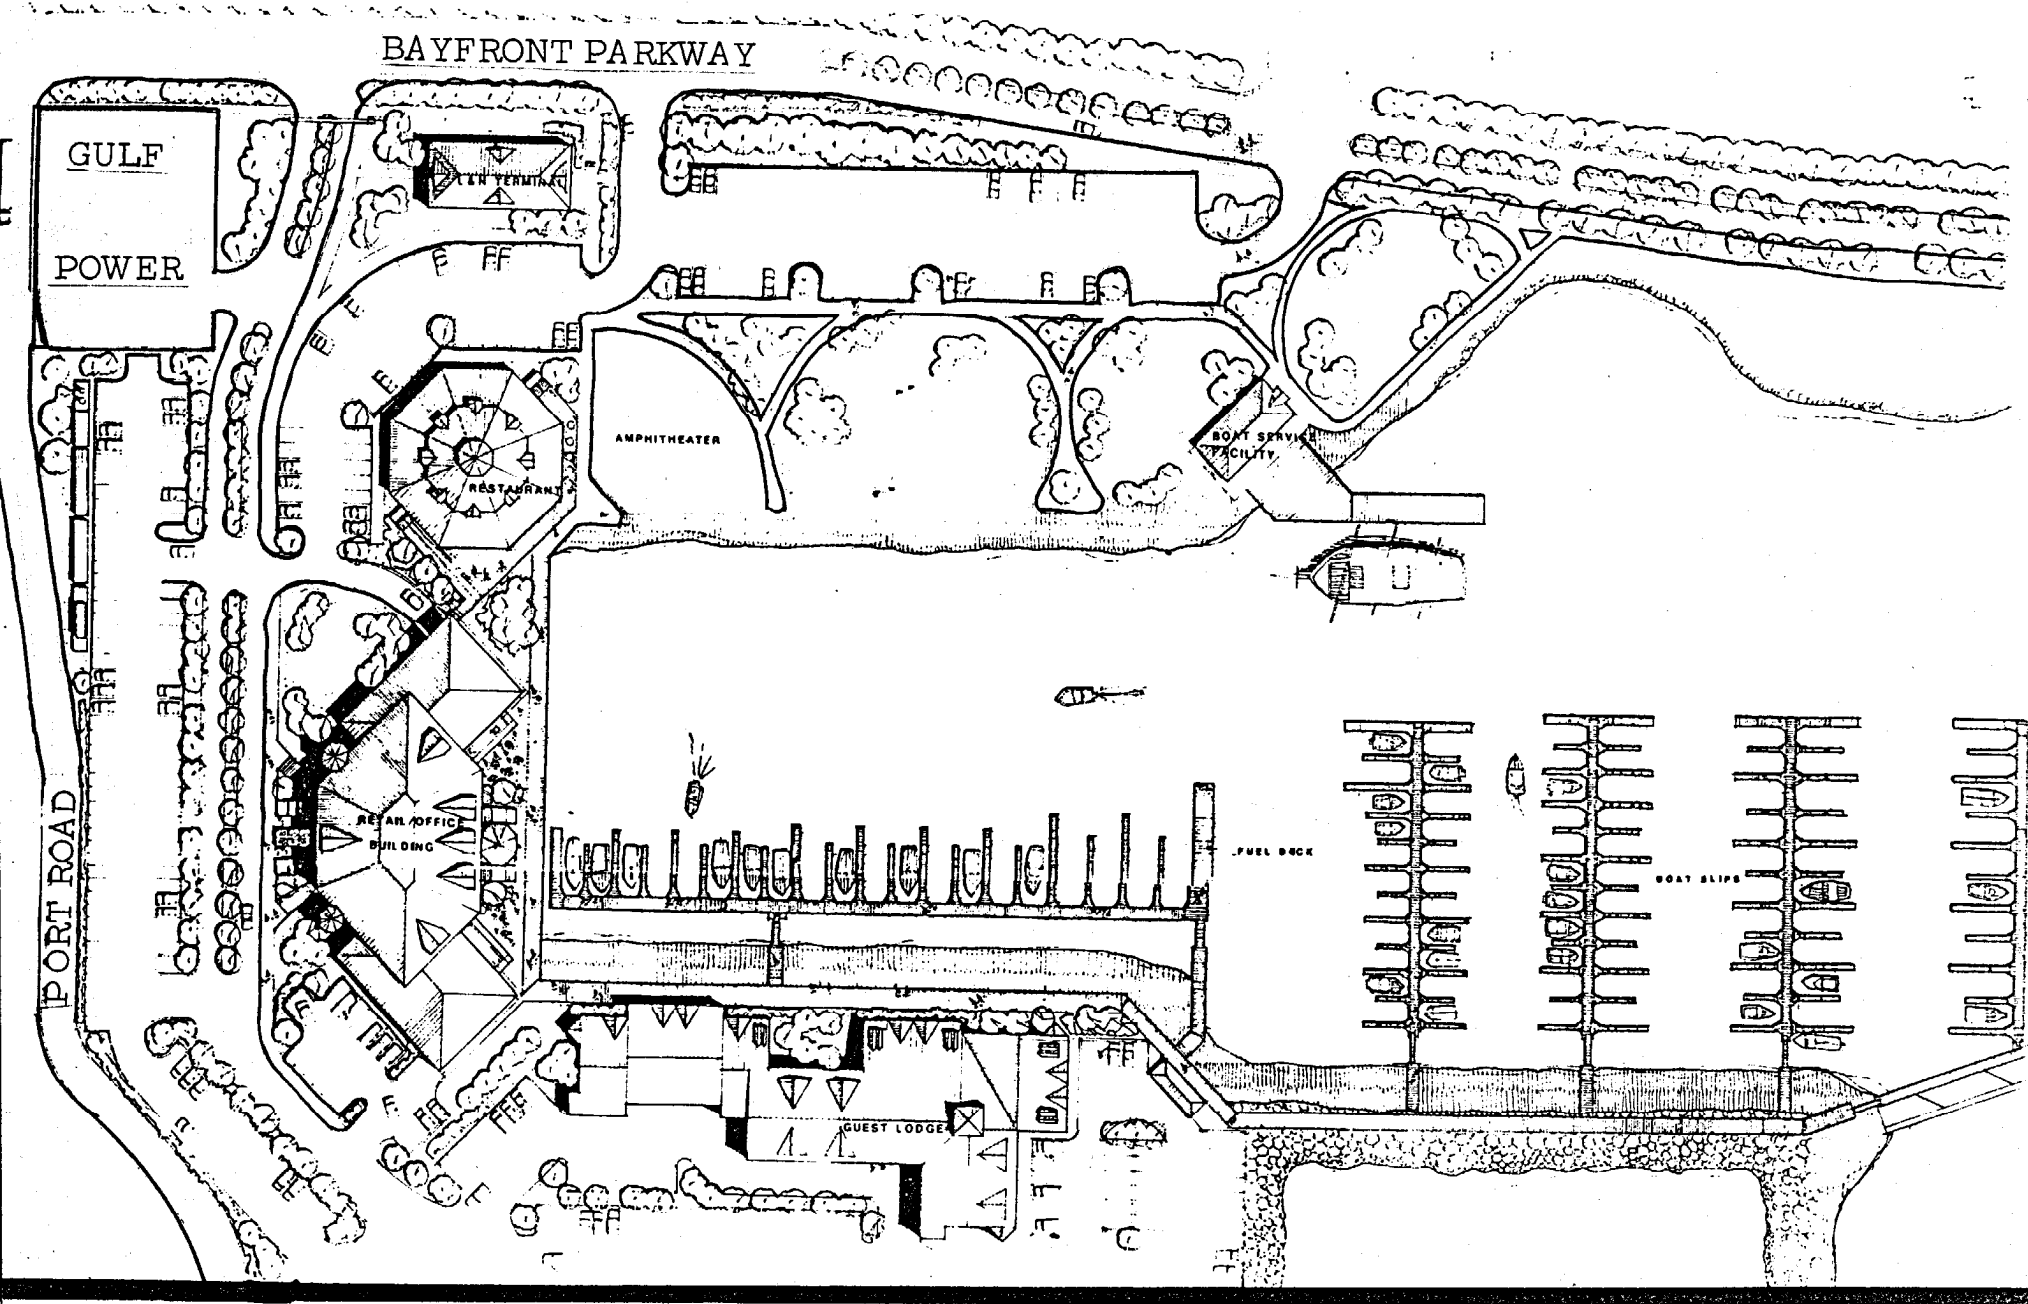 BAYFRONT PARKWAY
GULF
POWER
L&N TERMINAL
AMPHITHEATER
BOAT SERVICE
FACILITY
RESTAURANT
RETAIL/OFFICE
BUILDING
PORT ROAD
FUEL DOCK
BOAT SLIPS
GUEST LODGE